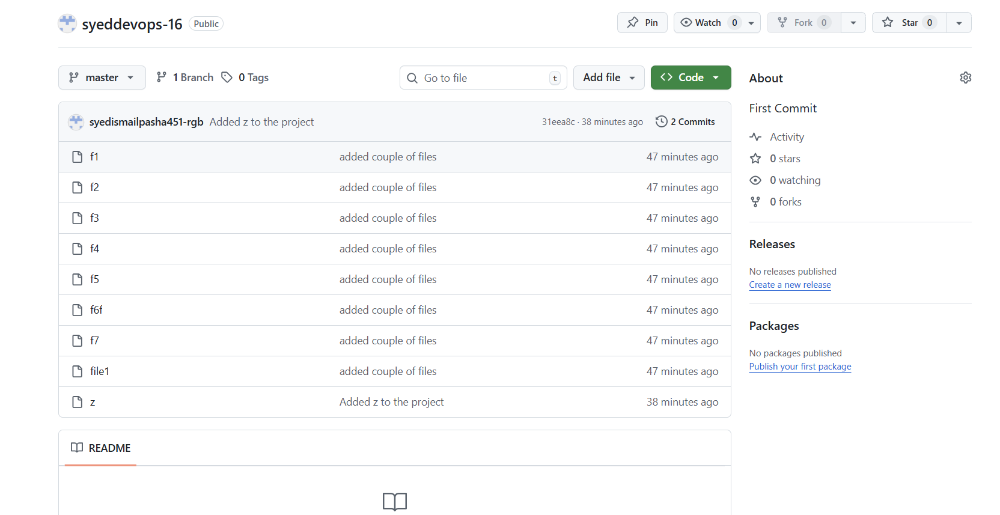 syeddevops-16 Public Pin Watch 0 Fork 0 Star 0
master 1 Branch 0 Tags Go to file t Add file Code
syedismailpasha451-rgb Added z to the project 31eea8c · 38 minutes ago 2 Commits
f1 added couple of files 47 minutes ago
f2 added couple of files 47 minutes ago
f3 added couple of files 47 minutes ago
f4 added couple of files 47 minutes ago
f5 added couple of files 47 minutes ago
f6f added couple of files 47 minutes ago
f7 added couple of files 47 minutes ago
file1 added couple of files 47 minutes ago
z Added z to the project 38 minutes ago
README
About
First Commit
Activity
0 stars
0 watching
0 forks
Releases
No releases published
Create a new release
Packages
No packages published
Publish your first package